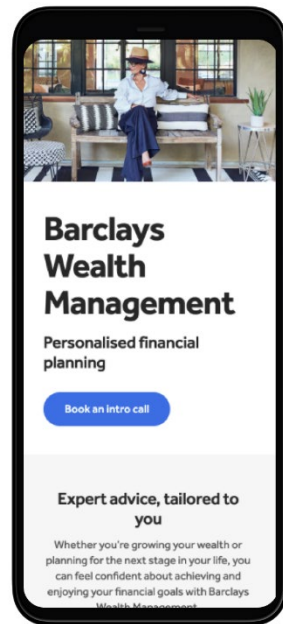 Barclays
Wealth
Management
Personalised financial
planning
Book an intro call
Expert advice, tailored to
you
Whether you're growing your wealth or
planning for the next stage in your life, you
can feel confident about achieving and
enjoying your financial goals with Barclays
Wealth Management